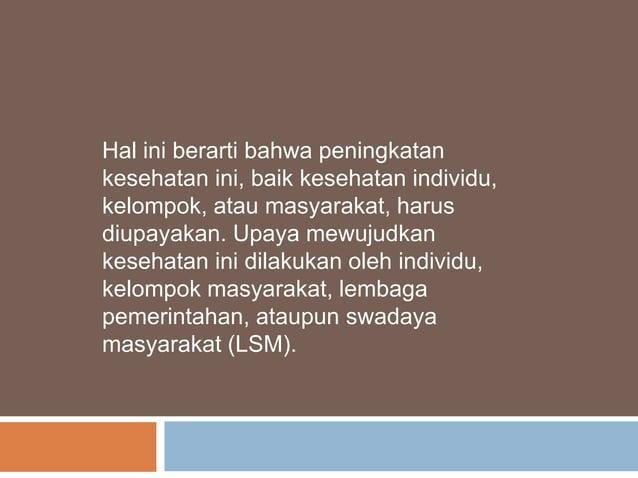 Hal ini berarti bahwa peningkatan
kesehatan ini, baik kesehatan individu,
kelompok, atau masyarakat, harus
diupayakan. Upaya mewujudkan
kesehatan ini dilakukan oleh individu,
kelompok masyarakat, lembaga
pemerintahan, ataupun swadaya
masyarakat (LSM).